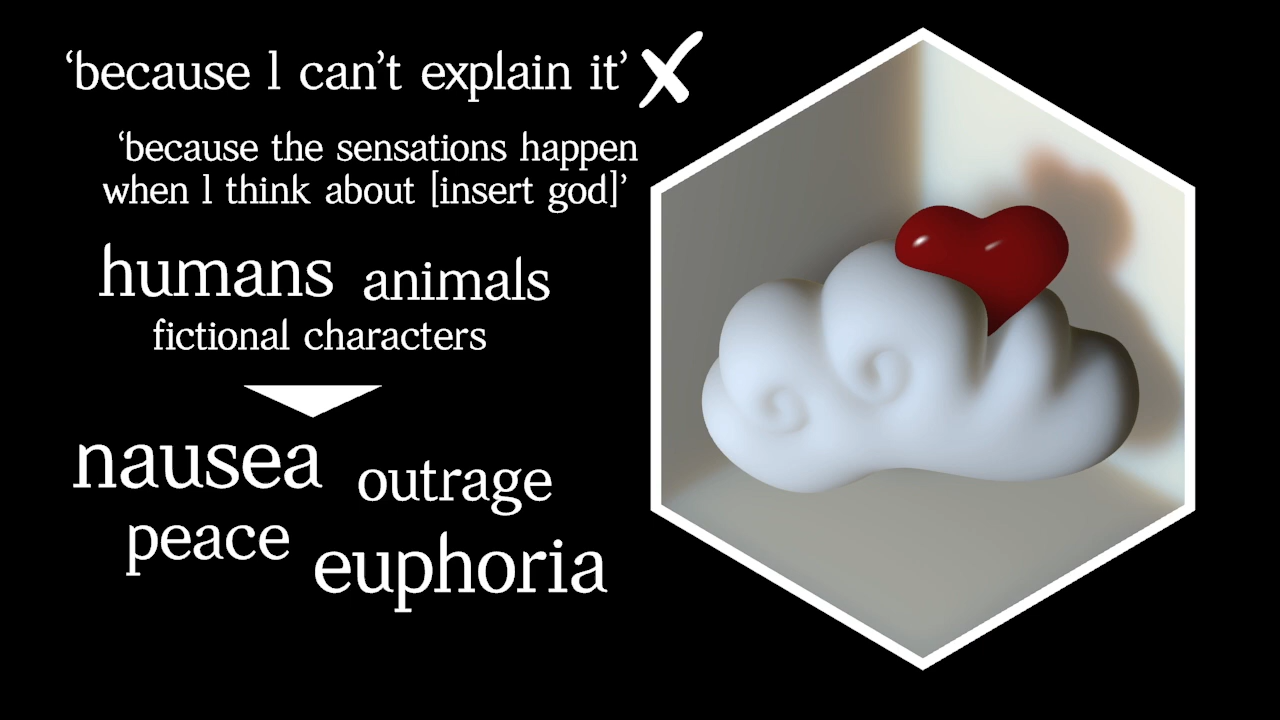 ‘because I can’t explain it’
‘because the sensations happen
when I think about [insert god]’
humans animals
fictional characters
nausea outrage
peace euphoria